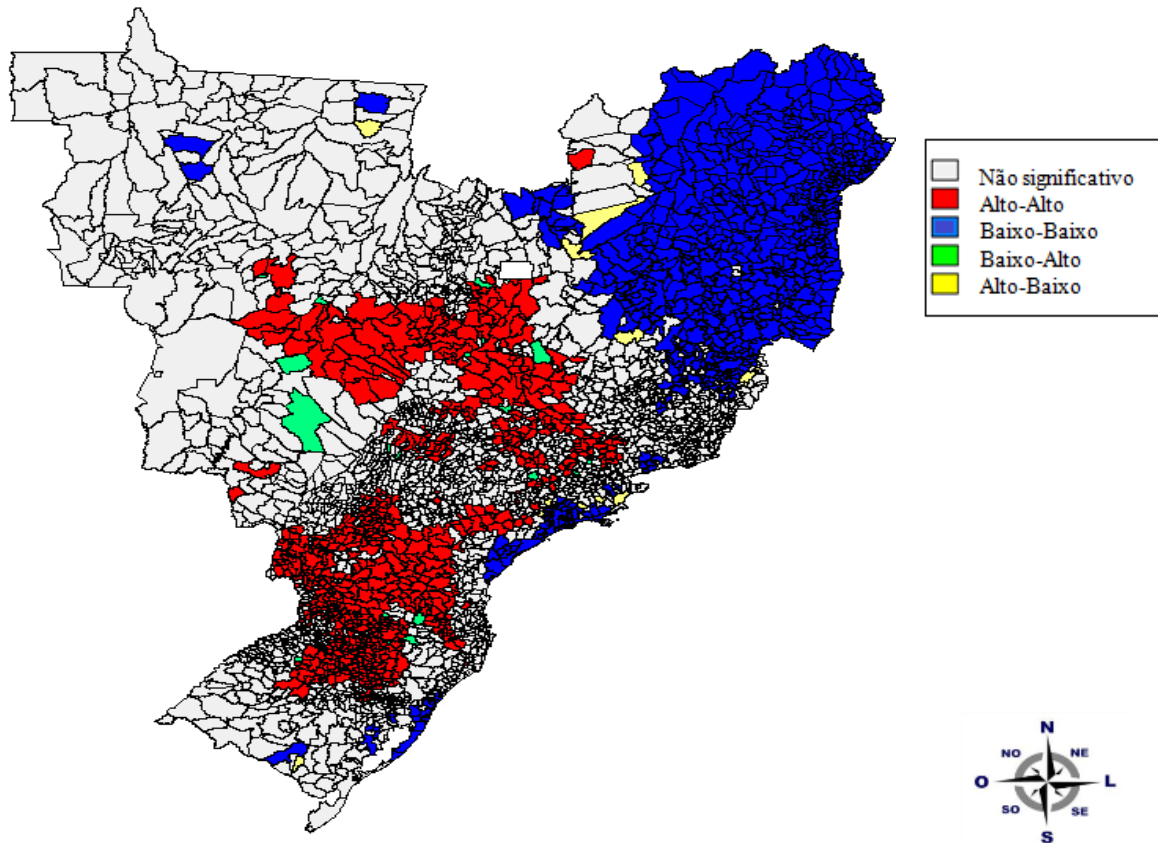 Não significativo
Alto-Alto
Baixo-Baixo
Baixo-Alto
Alto-Baixo
N
NO
NE
O
L
SO
SE
S